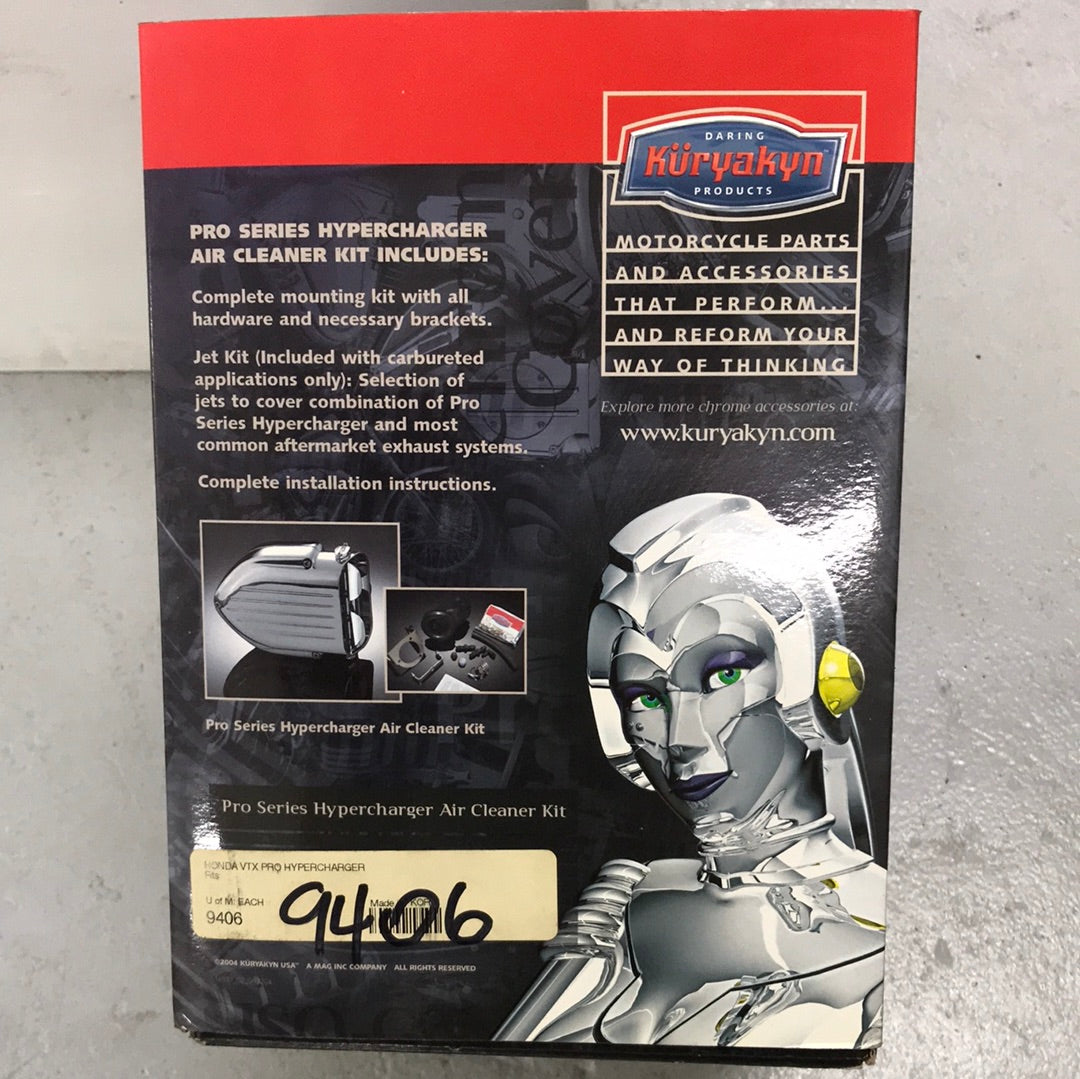 DARING
Küryakyn
PRODUCTS
MOTORCYCLE PARTS
AND ACCESSORIES
THAT PERFORM...
AND REFORM YOUR
WAY OF THINKING
Explore more chrome accessories at:
www.kuryakyn.com
PRO SERIES HYPERCHARGER
AIR CLEANER KIT INCLUDES:
Complete mounting kit with all
hardware and necessary brackets.
Jet Kit (Included with carbureted
applications only): Selection of
jets to cover combination of Pro
Series Hypercharger and most
common aftermarket exhaust systems.
Complete installation instructions.
Pro Series Hypercharger Air Cleaner Kit
Pro Series Hypercharger Air Cleaner Kit
HONDA VTX PRO HYPERCHARGER
Fits
U of M: EACH
Made KOR
9406
9406
©2004 KÜRYAKYN USA™ A MAG INC COMPANY ALL RIGHTS RESERVED